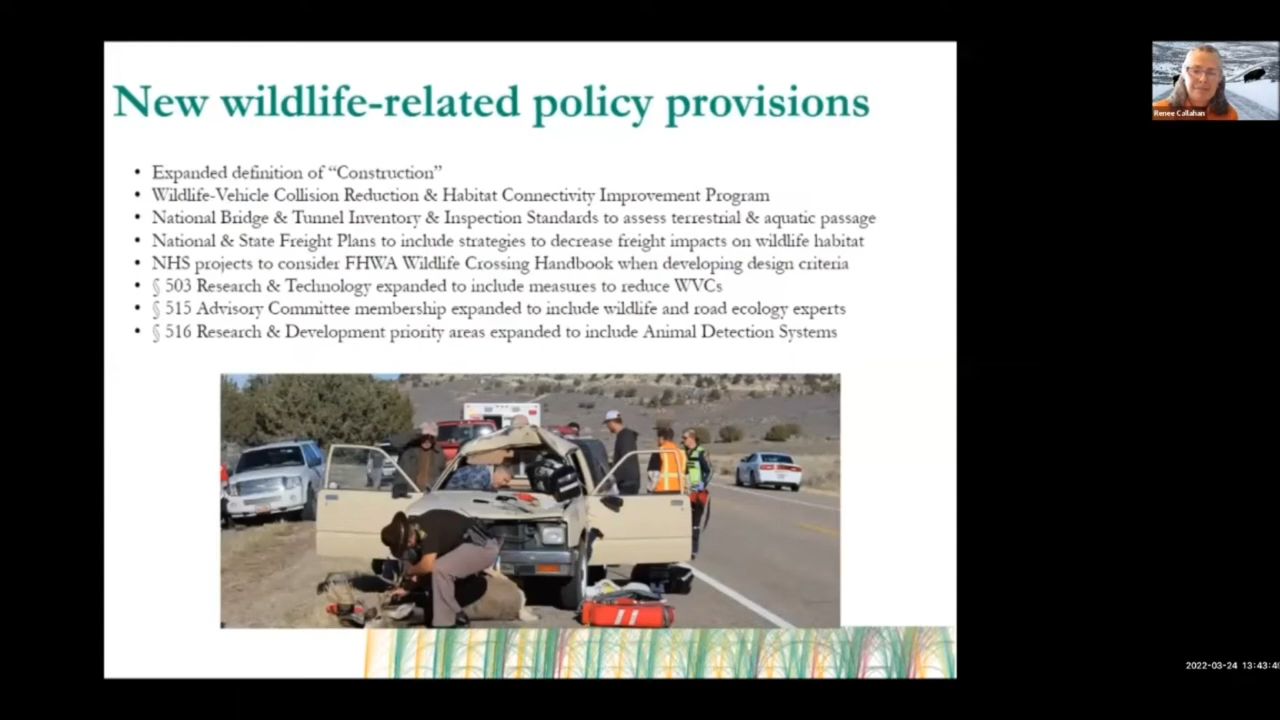 New wildlife-related policy provisions
• Expanded definition of “Construction”
• Wildlife-Vehicle Collision Reduction & Habitat Connectivity Improvement Program
• National Bridge & Tunnel Inventory & Inspection Standards to assess terrestrial & aquatic passage
• National & State Freight Plans to include strategies to decrease freight impacts on wildlife habitat
• NHS projects to consider FHWA Wildlife Crossing Handbook when developing design criteria
• § 503 Research & Technology expanded to include measures to reduce WVCs
• § 515 Advisory Committee membership expanded to include wildlife and road ecology experts
• § 516 Research & Development priority areas expanded to include Animal Detection Systems
Renee Callahan
2022-03-24 13:43:4